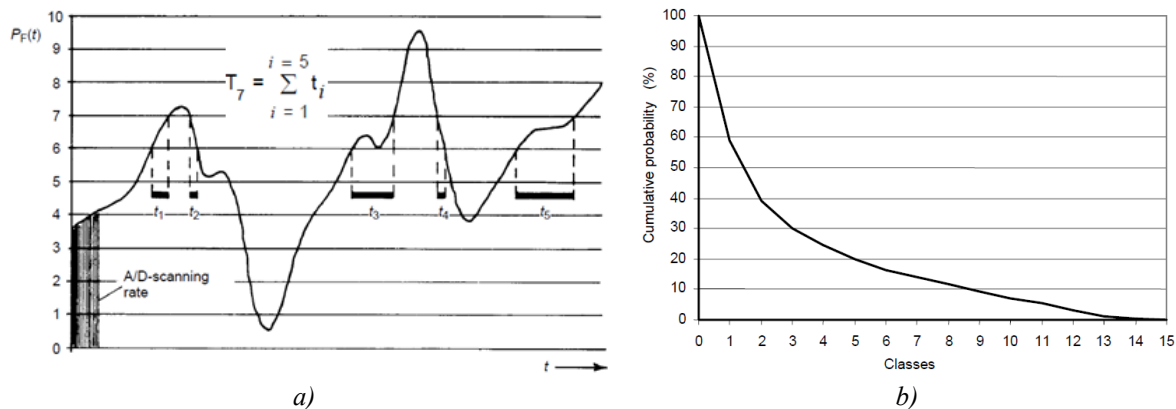 10
P_F(t)
9
8
7
6
5
4
3
2
1
0
i = 5
T_7 = Σ t_i
i = 1
t_1
t_2
t_3
t_4
t_5
A/D-scanning
rate
t
a)
100
90
80
70
60
50
40
30
20
10
0
Cumulative probability (%)
0 1 2 3 4 5 6 7 8 9 10 11 12 13 14 15
Classes
b)